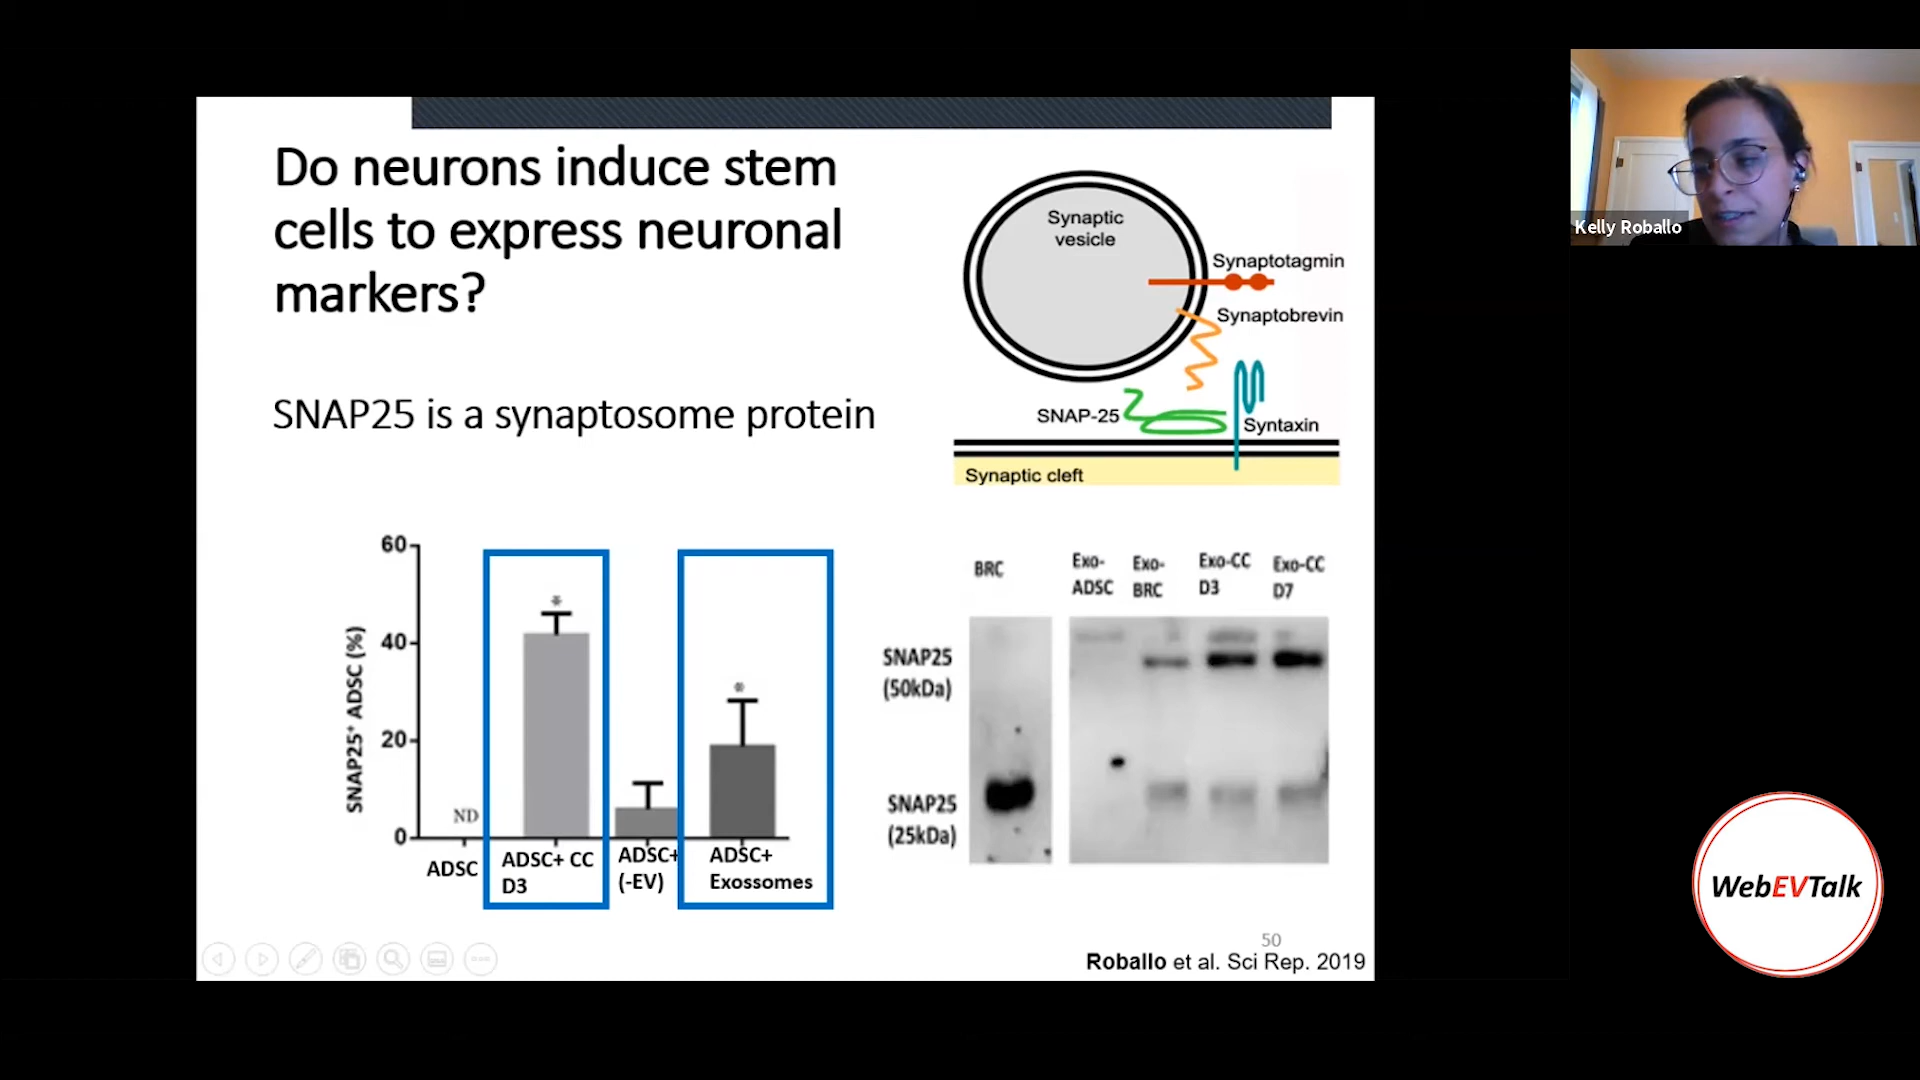 Do neurons induce stem
cells to express neuronal
markers?
SNAP25 is a synaptosome protein
Synaptic
vesicle
Synaptotagmin
Synaptobrevin
SNAP-25
Syntaxin
Synaptic cleft
SNAP25+ ADSC (%)
60
40
20
0
*
*
ND
ADSC
ADSC+ CC
D3
ADSC+
(-EV)
ADSC+
Exossomes
BRC
Exo-
ADSC
Exo-
BRC
Exo-CC
D3
Exo-CC
D7
SNAP25
(50kDa)
SNAP25
(25kDa)
50
Roballo et al. Sci Rep. 2019
Kelly Roballo
WebEVTalk